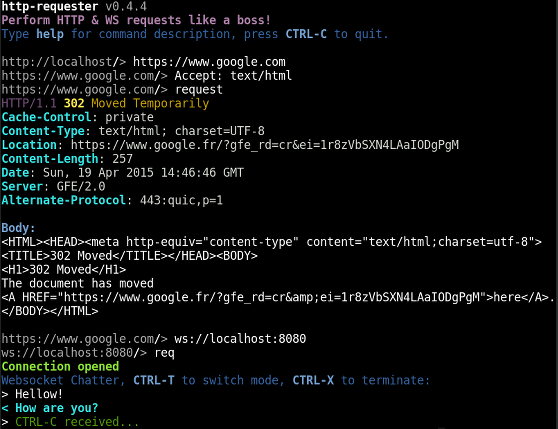 http-requester v0.4.4
Perform HTTP & WS requests like a boss!
Type help for command description, press CTRL-C to quit.
http://localhost/> https://www.google.com
https://www.google.com/> Accept: text/html
https://www.google.com/> request
HTTP/1.1 302 Moved Temporarily
Cache-Control: private
Content-Type: text/html; charset=UTF-8
Location: https://www.google.fr/?gfe_rd=cr&ei=1r8zVbSXN4LAaIODgPgM
Content-Length: 257
Date: Sun, 19 Apr 2015 14:46:46 GMT
Server: GFE/2.0
Alternate-Protocol: 443:quic,p=1
Body:
<HTML><HEAD><meta http-equiv="content-type" content="text/html;charset=utf-8">
<TITLE>302 Moved</TITLE></HEAD><BODY>
<H1>302 Moved</H1>
The document has moved
<A HREF="https://www.google.fr/?gfe_rd=cr&amp;ei=1r8zVbSXN4LAaIODgPgM">here</A>.
</BODY></HTML>
https://www.google.com/> ws://localhost:8080
ws://localhost:8080/> req
Connection opened
Websocket Chatter, CTRL-T to switch mode, CTRL-X to terminate:
> Hellow!
< How are you?
> CTRL-C received...